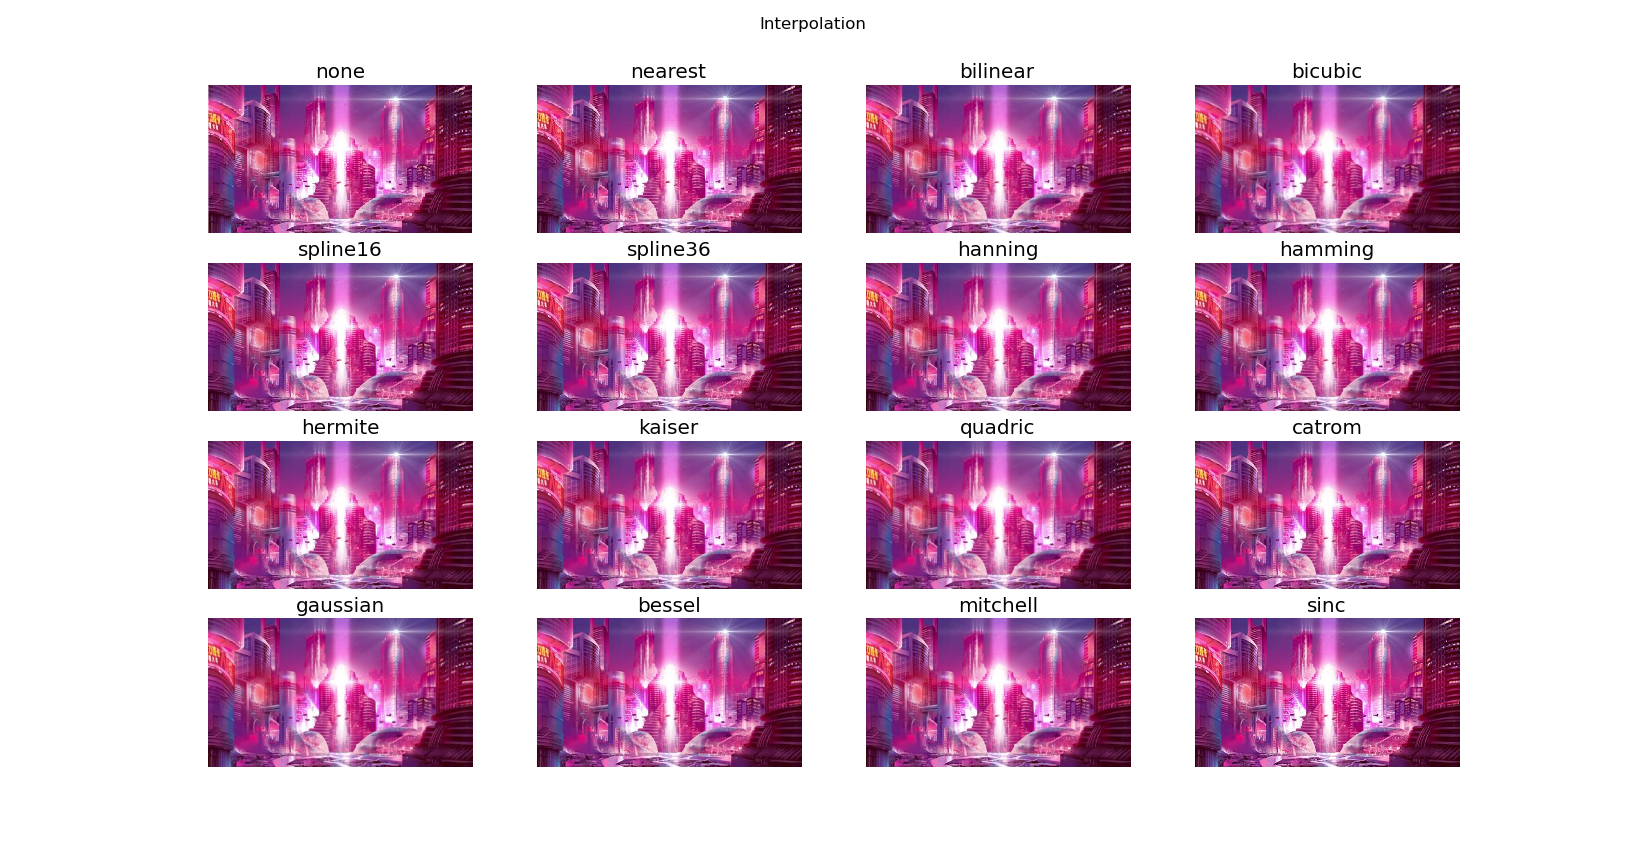 Interpolation
none nearest bilinear bicubic
spline16 spline36 hanning hamming
hermite kaiser quadric catrom
gaussian bessel mitchell sinc